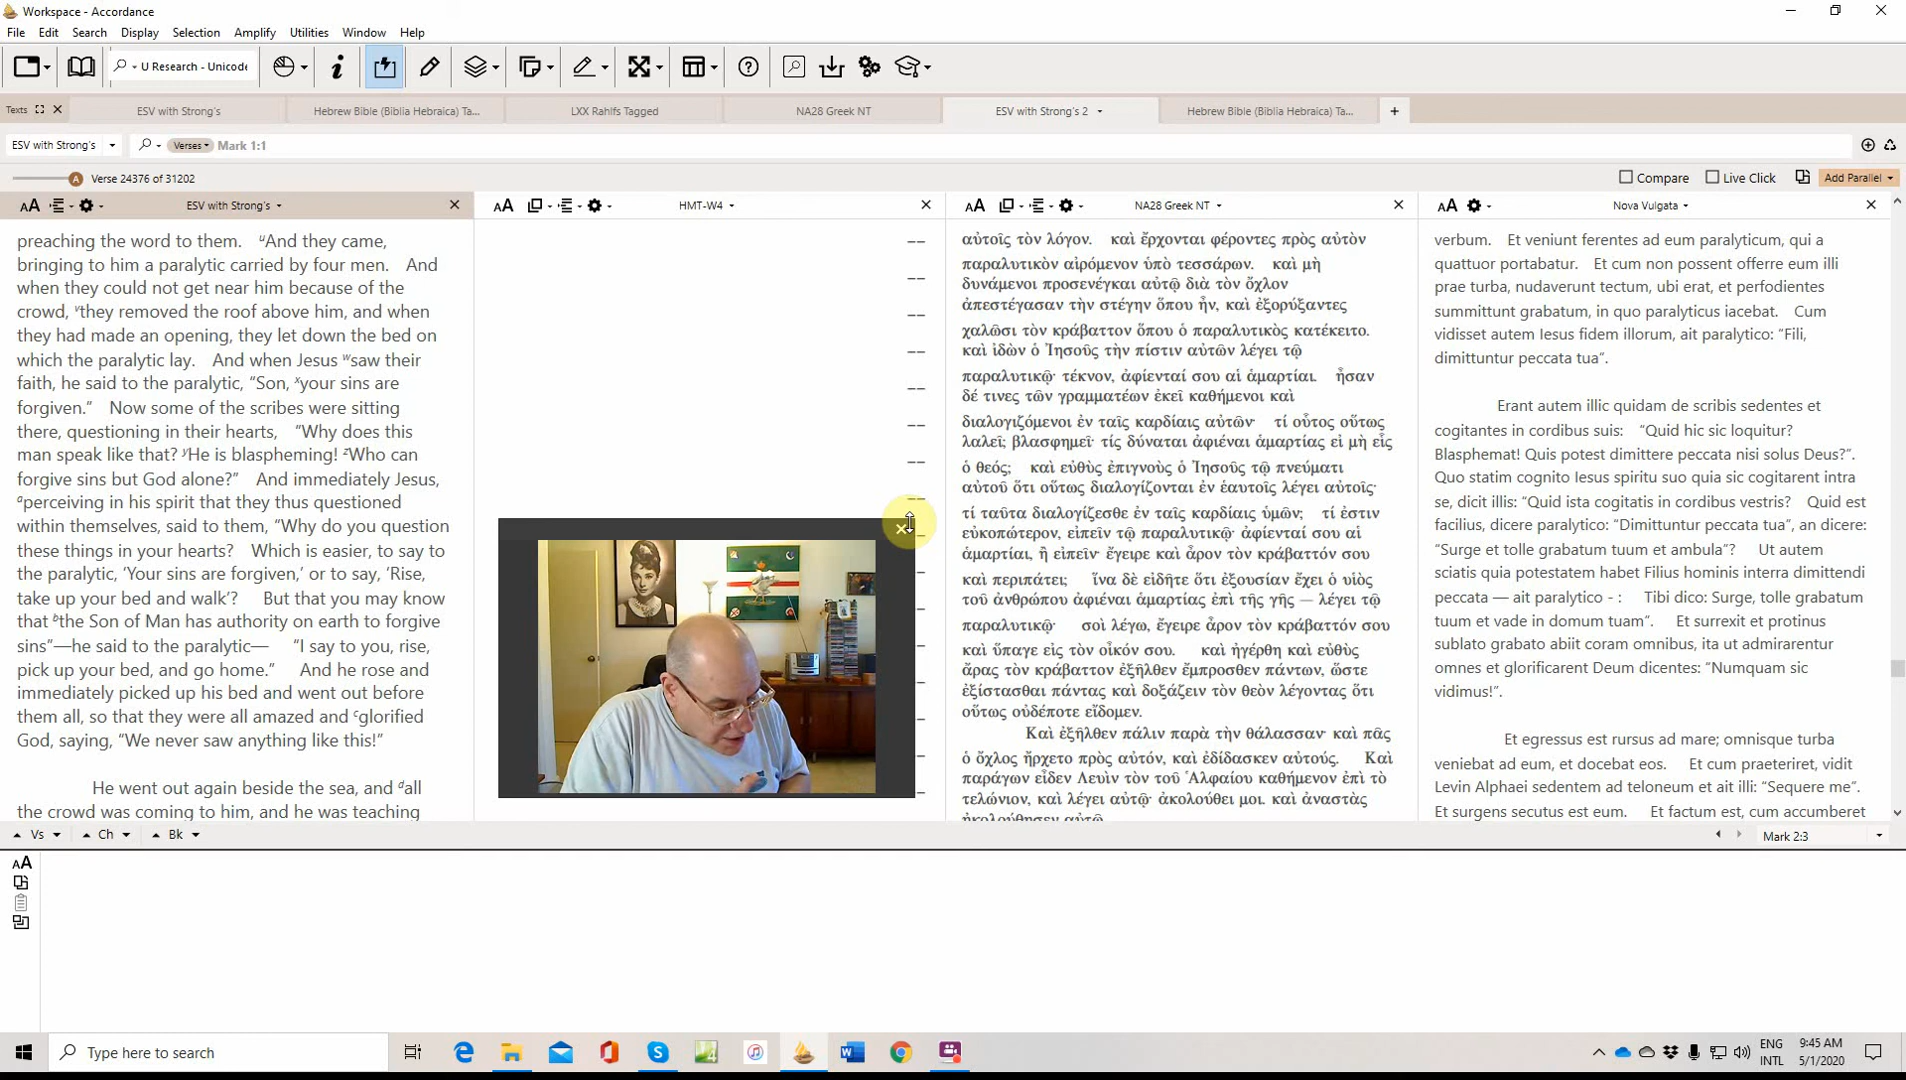 Workspace - Accordance
File Edit Search Display Selection Amplify Utilities Window Help
U Research - Unicode
Texts ESV with Strong's Hebrew Bible (Biblia Hebraica) Ta... LXX Rahlfs Tagged NA28 Greek NT ESV with Strong's 2 Hebrew Bible (Biblia Hebraica) Ta...
ESV with Strong's Verses Mark 1:1
Verse 24376 of 31202 Compare Live Click Add Parallel
ESV with Strong's
preaching the word to them. ᵘAnd they came,
bringing to him a paralytic carried by four men. And
when they could not get near him because of the
crowd, ᵛthey removed the roof above him, and when
they had made an opening, they let down the bed on
which the paralytic lay. And when Jesus ʷsaw their
faith, he said to the paralytic, “Son, ˣyour sins are
forgiven.” Now some of the scribes were sitting
there, questioning in their hearts, “Why does this
man speak like that? ʸHe is blaspheming! ᶻWho can
forgive sins but God alone?” And immediately Jesus,
ᵃperceiving in his spirit that they thus questioned
within themselves, said to them, “Why do you question
these things in your hearts? Which is easier, to say to
the paralytic, ‘Your sins are forgiven,’ or to say, ‘Rise,
take up your bed and walk’? But that you may know
that ᵇthe Son of Man has authority on earth to forgive
sins”—he said to the paralytic— “I say to you, rise,
pick up your bed, and go home.” And he rose and
immediately picked up his bed and went out before
them all, so that they were all amazed and ᶜglorified
God, saying, “We never saw anything like this!”
He went out again beside the sea, and ᵈall
the crowd was coming to him, and he was teaching
HMT-W4
NA28 Greek NT
αὐτοῖς τὸν λόγον. καὶ ἔρχονται φέροντες πρὸς αὐτὸν
παραλυτικὸν αἰρόμενον ὑπὸ τεσσάρων. καὶ μὴ
δυνάμενοι προσενέγκαι αὐτῷ διὰ τὸν ὄχλον
ἀπεστέγασαν τὴν στέγην ὅπου ἦν, καὶ ἐξορύξαντες
χαλῶσι τὸν κράβαττον ὅπου ὁ παραλυτικὸς κατέκειτο.
καὶ ἰδὼν ὁ Ἰησοῦς τὴν πίστιν αὐτῶν λέγει τῷ
παραλυτικῷ· τέκνον, ἀφίενταί σου αἱ ἁμαρτίαι. ἦσαν
δέ τινες τῶν γραμματέων ἐκεῖ καθήμενοι καὶ
διαλογιζόμενοι ἐν ταῖς καρδίαις αὐτῶν· τί οὗτος οὕτως
λαλεῖ; βλασφημεῖ· τίς δύναται ἀφιέναι ἁμαρτίας εἰ μὴ εἷς
ὁ θεός; καὶ εὐθὺς ἐπιγνοὺς ὁ Ἰησοῦς τῷ πνεύματι
αὐτοῦ ὅτι οὕτως διαλογίζονται ἐν ἑαυτοῖς λέγει αὐτοῖς·
τί ταῦτα διαλογίζεσθε ἐν ταῖς καρδίαις ὑμῶν; τί ἐστιν
εὐκοπώτερον, εἰπεῖν τῷ παραλυτικῷ· ἀφίενταί σου αἱ
ἁμαρτίαι, ἢ εἰπεῖν· ἔγειρε καὶ ἆρον τὸν κράβαττόν σου
καὶ περιπάτει; ἵνα δὲ εἰδῆτε ὅτι ἐξουσίαν ἔχει ὁ υἱὸς
τοῦ ἀνθρώπου ἀφιέναι ἁμαρτίας ἐπὶ τῆς γῆς — λέγει τῷ
παραλυτικῷ· σοὶ λέγω, ἔγειρε ἆρον τὸν κράβαττόν σου
καὶ ὕπαγε εἰς τὸν οἶκόν σου. καὶ ἠγέρθη καὶ εὐθὺς
ἄρας τὸν κράβαττον ἐξῆλθεν ἔμπροσθεν πάντων, ὥστε
ἐξίστασθαι πάντας καὶ δοξάζειν τὸν θεὸν λέγοντας ὅτι
οὕτως οὐδέποτε εἴδομεν.
Καὶ ἐξῆλθεν πάλιν παρὰ τὴν θάλασσαν· καὶ πᾶς
ὁ ὄχλος ἤρχετο πρὸς αὐτόν, καὶ ἐδίδασκεν αὐτούς. Καὶ
παράγων εἶδεν Λευὶν τὸν τοῦ Ἁλφαίου καθήμενον ἐπὶ τὸ
τελώνιον, καὶ λέγει αὐτῷ· ἀκολούθει μοι. καὶ ἀναστὰς
ἠκολούθησεν αὐτῷ.
Nova Vulgata
verbum. Et veniunt ferentes ad eum paralyticum, qui a
quattuor portabatur. Et cum non possent offerre eum illi
prae turba, nudaverunt tectum, ubi erat, et perfodientes
summittunt grabatum, in quo paralyticus iacebat. Cum
vidisset autem Iesus fidem illorum, ait paralytico: “Fili,
dimittuntur peccata tua”.
Erant autem illic quidam de scribis sedentes et
cogitantes in cordibus suis: “Quid hic sic loquitur?
Blasphemat! Quis potest dimittere peccata nisi solus Deus?”.
Quo statim cognito Iesus spiritu suo quia sic cogitarent intra
se, dicit illis: “Quid ista cogitatis in cordibus vestris? Quid est
facilius, dicere paralytico: “Dimittuntur peccata tua”, an dicere:
“Surge et tolle grabatum tuum et ambula”? Ut autem
sciatis quia potestatem habet Filius hominis interra dimittendi
peccata — ait paralytico - : Tibi dico: Surge, tolle grabatum
tuum et vade in domum tuam”. Et surrexit et protinus
sublato grabato abiit coram omnibus, ita ut admirarentur
omnes et glorificarent Deum dicentes: “Numquam sic
vidimus!”.
Et egressus est rursus ad mare; omnisque turba
veniebat ad eum, et docebat eos. Et cum praeteriret, vidit
Levin Alphaei sedentem ad teloneum et ait illi: “Sequere me”.
Et surgens secutus est eum. Et factum est, cum accumberet
Vs Ch Bk Mark 2:3
Type here to search
ENG
INTL
9:45 AM
5/1/2020